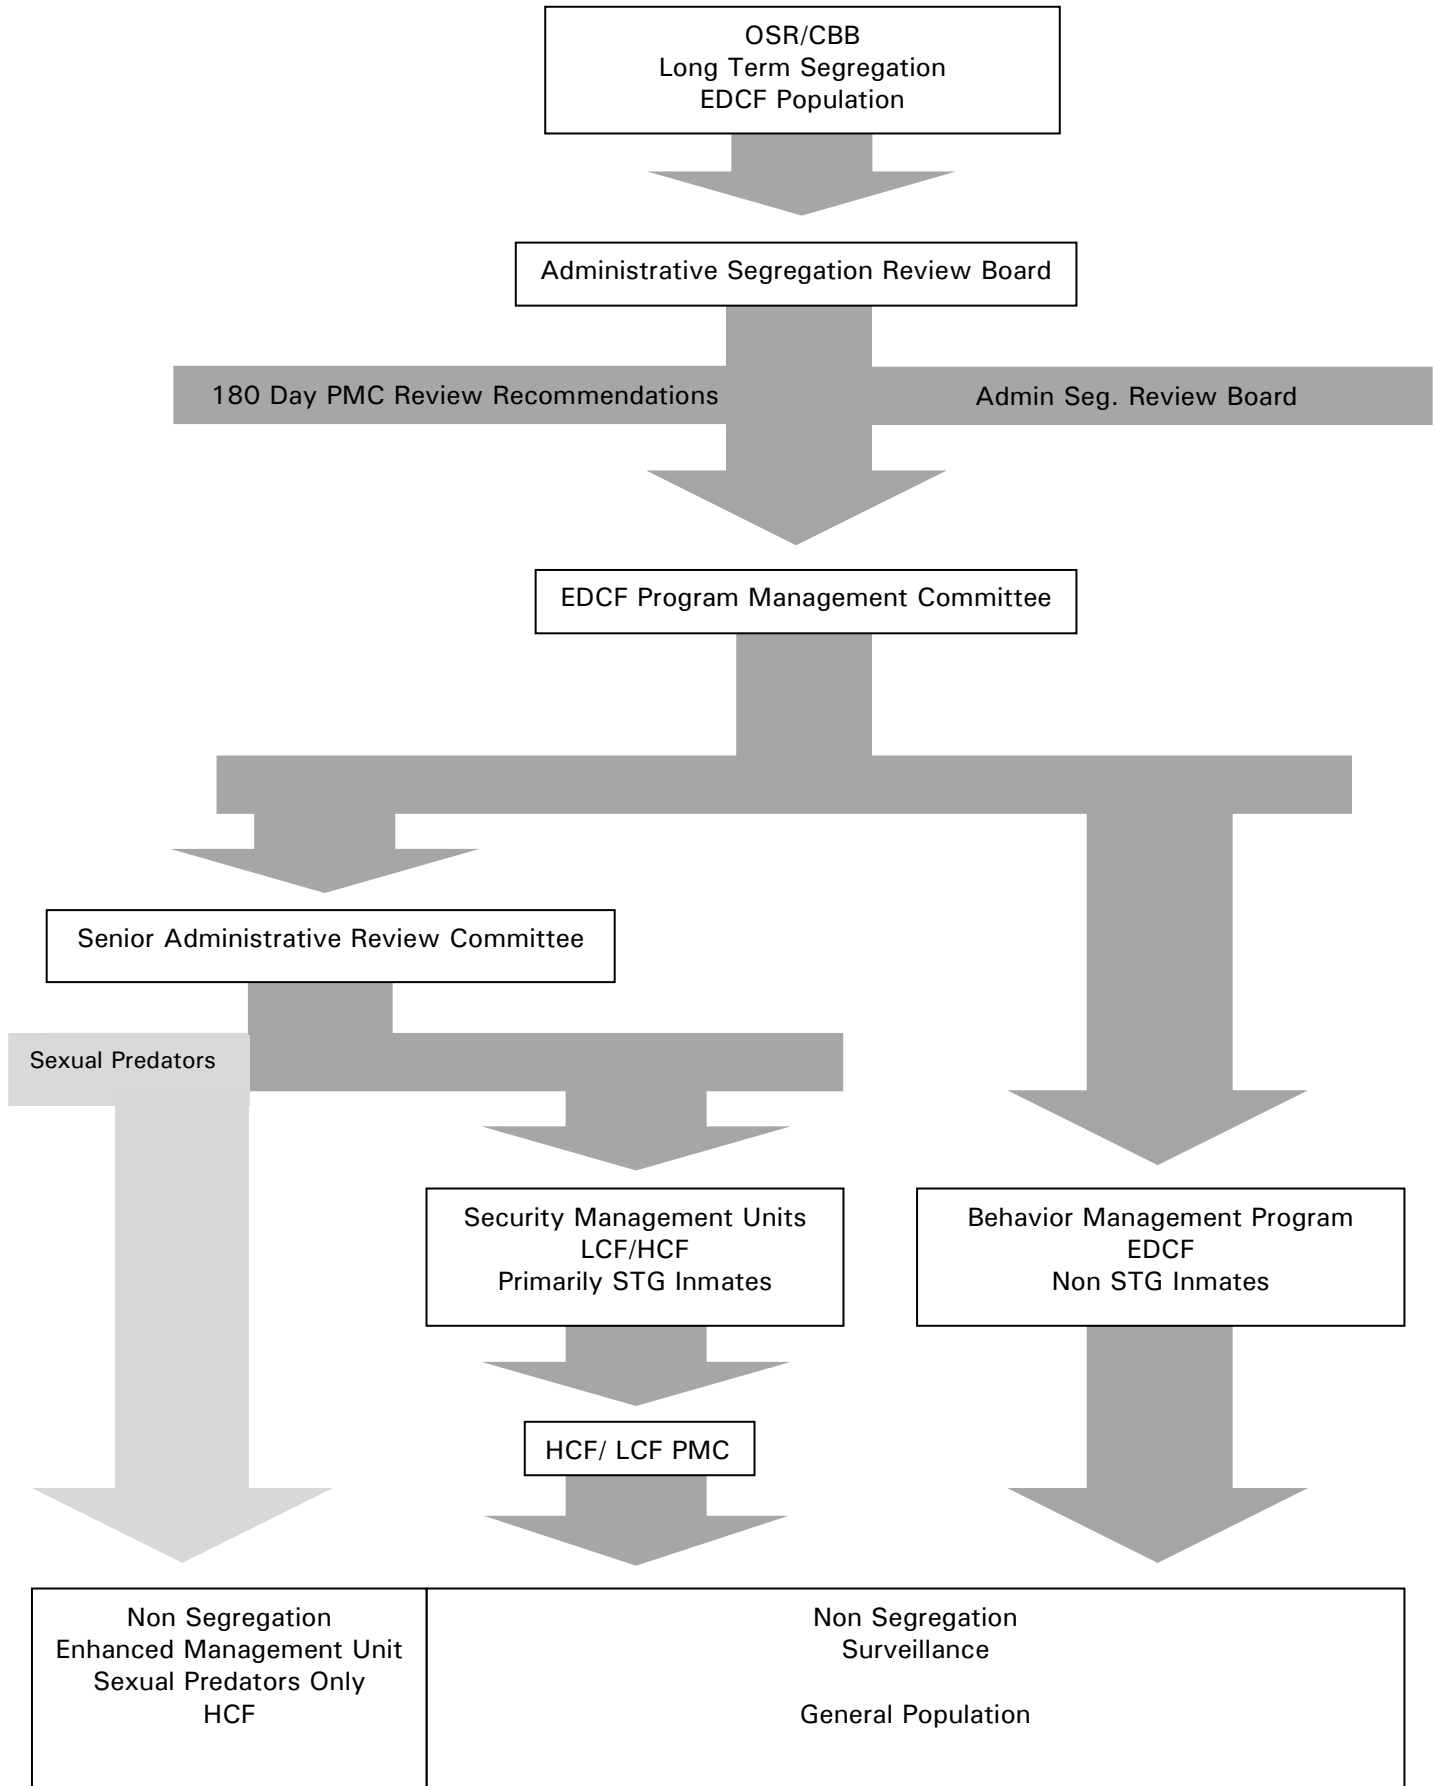 OSR/CBB
Long Term Segregation
EDCF Population
Administrative Segregation Review Board
180 Day PMC Review Recommendations
Admin Seg. Review Board
EDCF Program Management Committee
Senior Administrative Review Committee
Sexual Predators
Security Management Units
LCF/HCF
Primarily STG Inmates
Behavior Management Program
EDCF
Non STG Inmates
HCF/ LCF PMC
Non Segregation
Enhanced Management Unit
Sexual Predators Only
HCF
Non Segregation
Surveillance
General Population